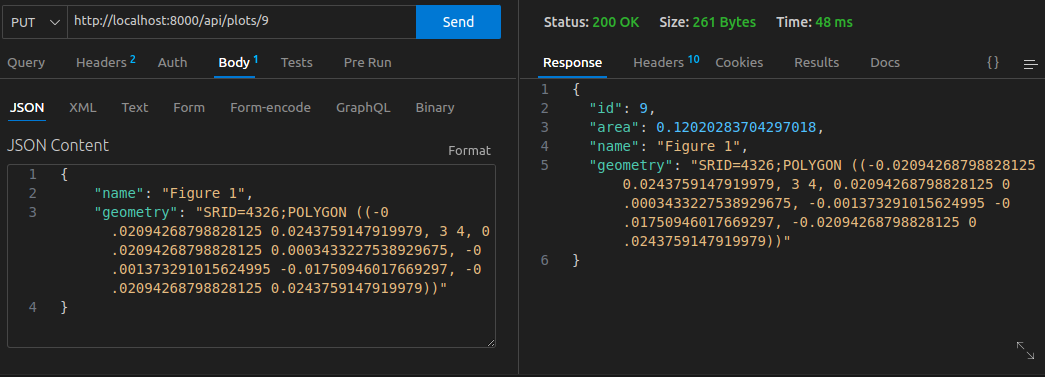 PUT http://localhost:8000/api/plots/9 Send
Query Headers 2 Auth Body 1 Tests Pre Run
JSON XML Text Form Form-encode GraphQL Binary
JSON Content Format
1 {
2 "name": "Figure 1",
3 "geometry": "SRID=4326;POLYGON ((-0
.02094268798828125 0.0243759147919979, 3 4, 0
.02094268798828125 0.0003433227538929675, -0
.001373291015624995 -0.01750946017669297, -0
.02094268798828125 0.0243759147919979))"
4 }
Status: 200 OK Size: 261 Bytes Time: 48 ms
Response Headers 10 Cookies Results Docs {}
1 {
2 "id": 9,
3 "area": 0.12020283704297018,
4 "name": "Figure 1",
5 "geometry": "SRID=4326;POLYGON ((-0.02094268798828125
0.0243759147919979, 3 4, 0.02094268798828125 0
.0003433227538929675, -0.001373291015624995 -0
.01750946017669297, -0.02094268798828125 0
.0243759147919979))"
6 }